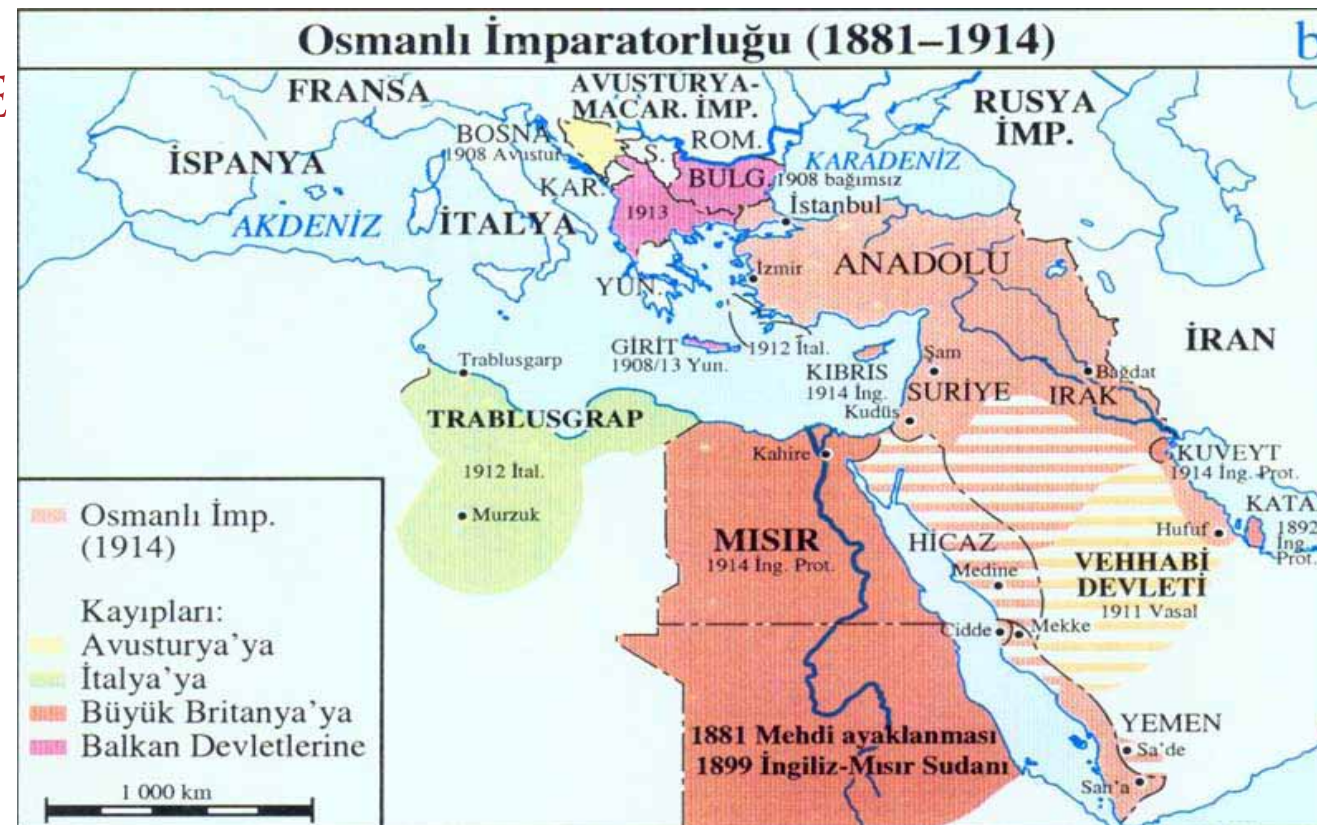 Osmanlı İmparatorluğu (1881–1914)
b
E
FRANSA
AVUSTURYA-
MACAR. İMP.
RUSYA
İMP.
BOSNA
1908 Avustur.
ROM.
S.
İSPANYA
KARADENİZ
KAR.
BULG.
1908 bağımsız
1913
İstanbul
AKDENİZ
İTALYA
ANADOLU
İzmir
YUN.
İRAN
GİRİT
1908/13 Yun.
1912 İtal.
KIBRIS
1914 İng.
Şam
Bağdat
Trablusgarp
SURİYE
IRAK
Kudüs
TRABLUSGRAP
1912 İtal.
Murzuk
Kahire
KUVEYT
1914 İng. Prot.
KATA
1892
İng
Prot.
Hufuf
MISIR
1914 İng. Prot.
HİCAZ
Medine
VEHHABİ
DEVLETİ
1911 Vasal
Cidde
Mekke
YEMEN
Sa'de
San'a
1881 Mehdi ayaklanması
1899 İngiliz-Mısır Sudanı
Osmanlı İmp.
(1914)
Kayıpları:
Avusturya'ya
İtalya'ya
Büyük Britanya'ya
Balkan Devletlerine
1 000 km